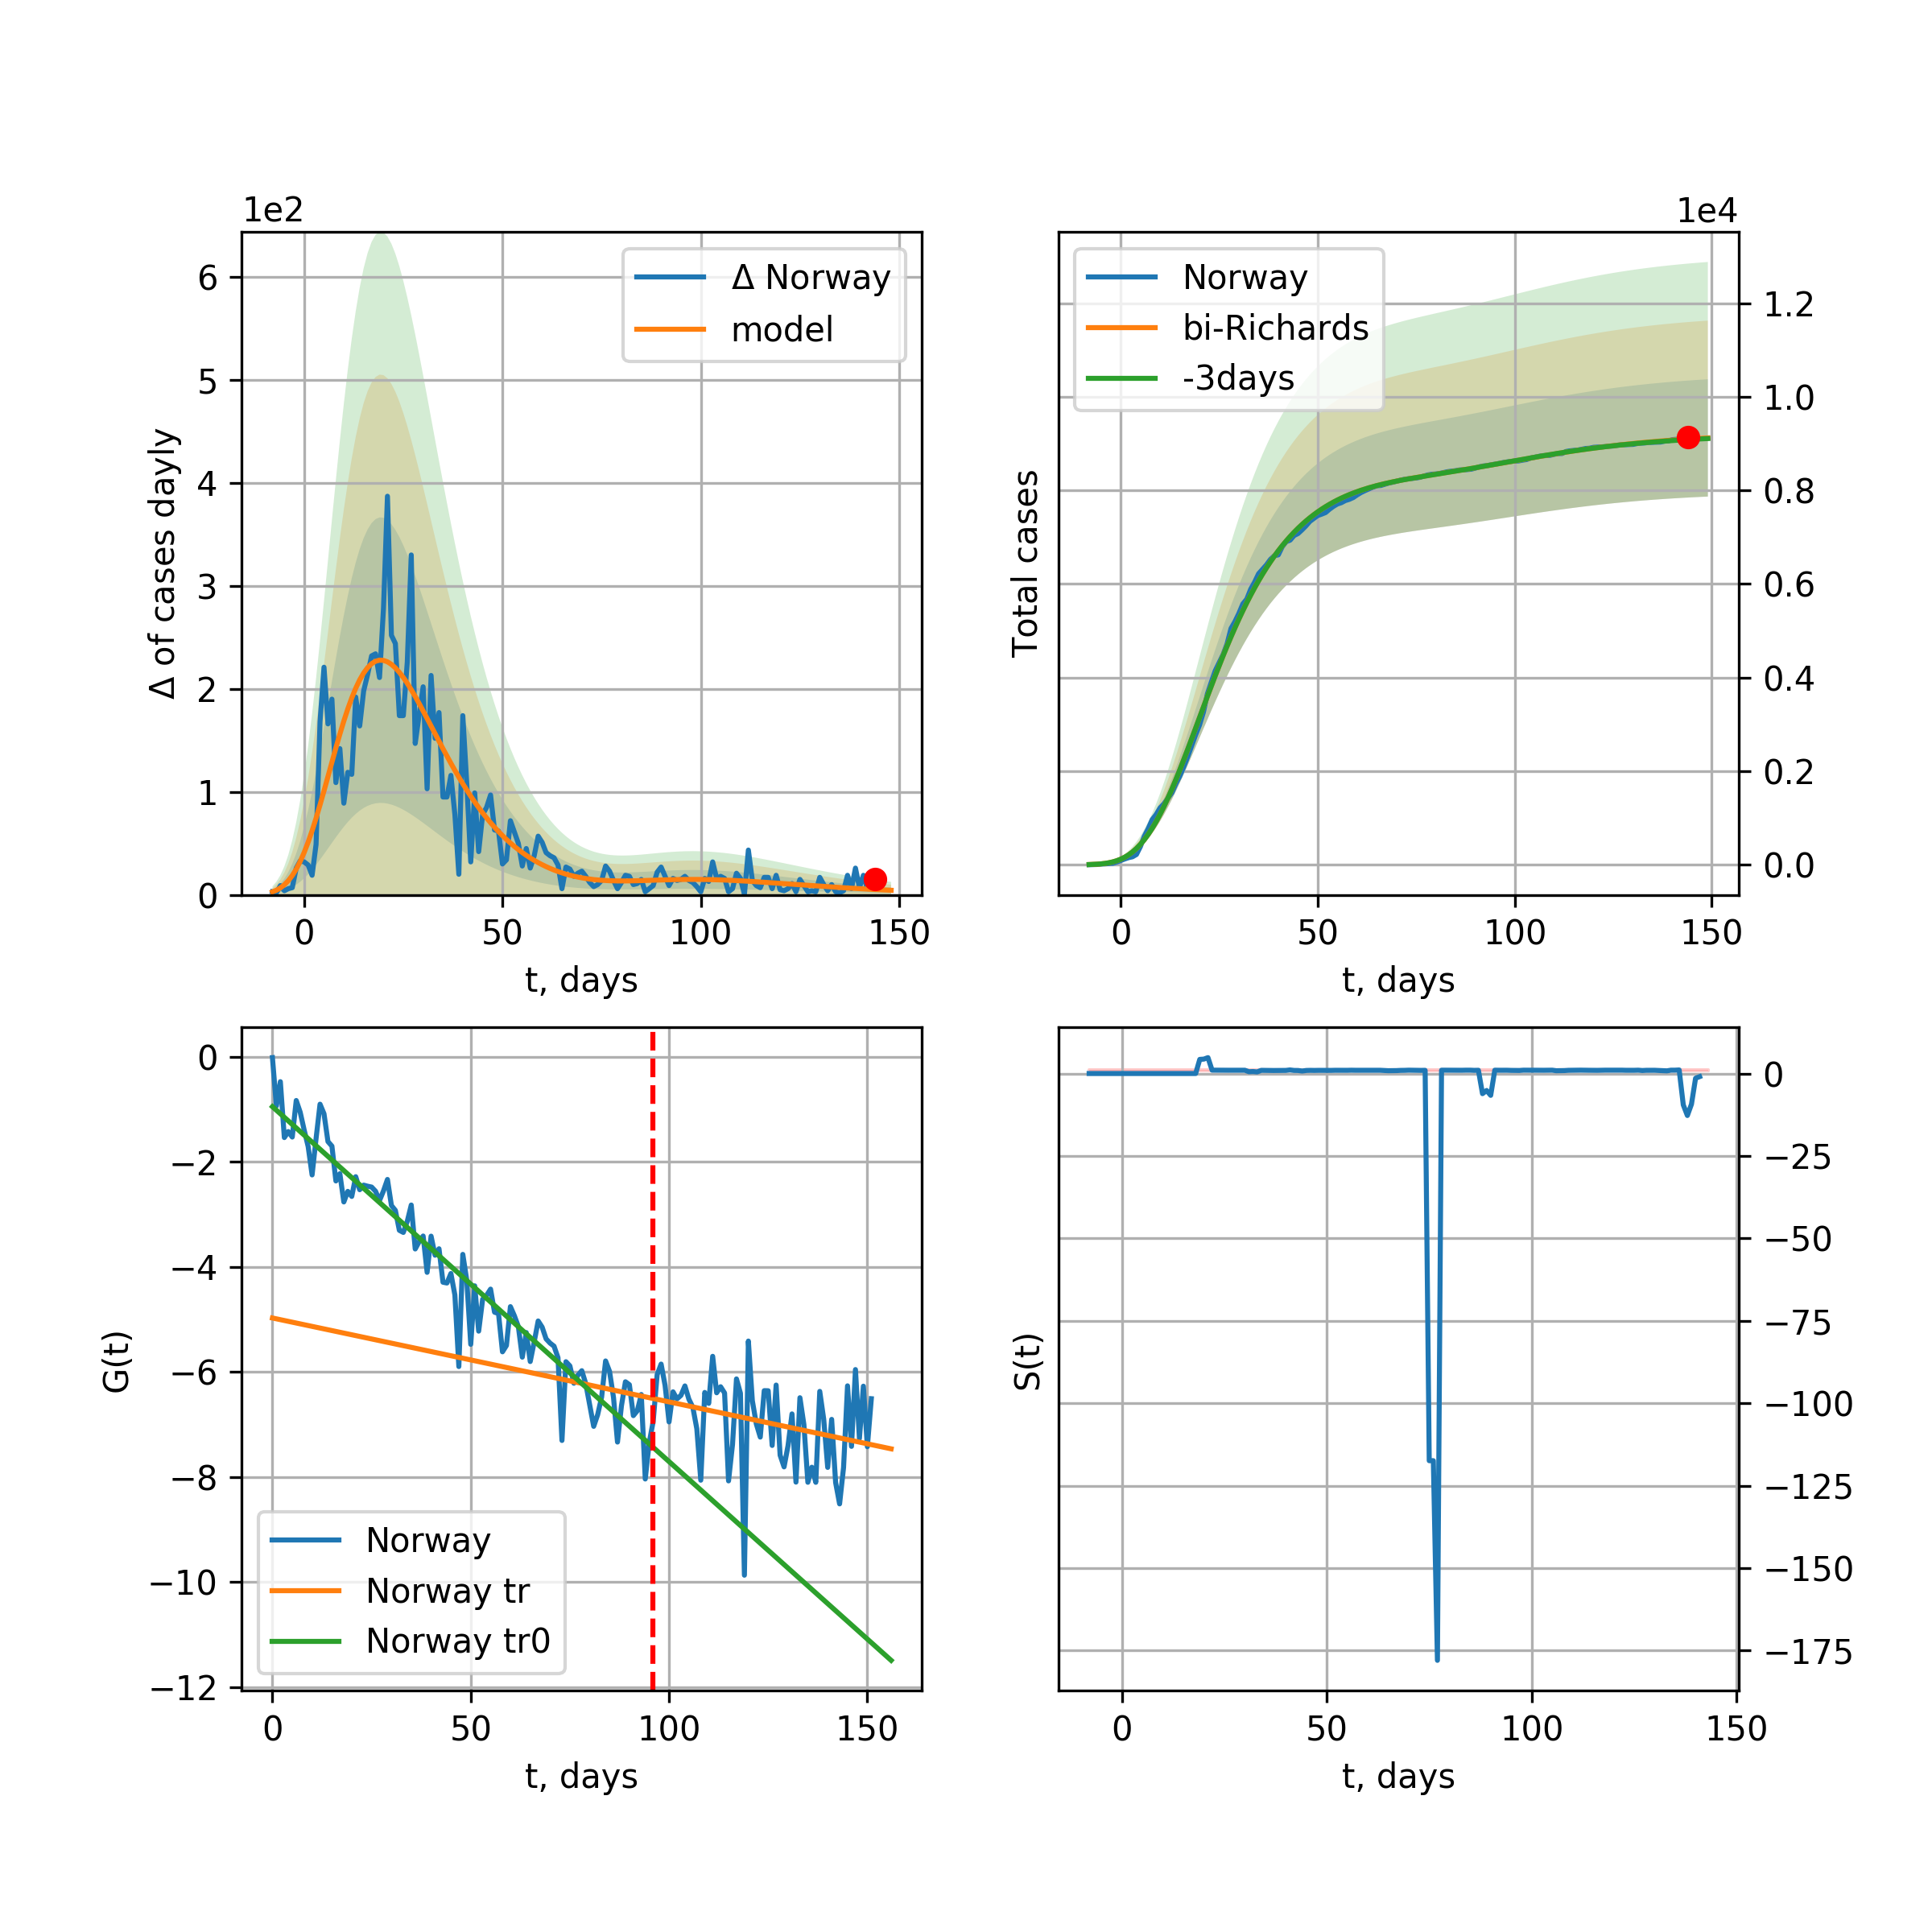 1e2
6
5
4
3
2
1
0
Δ of cases dayly
Δ Norway
model
0
50
100
150
t, days
1e4
Norway
bi-Richards
-3days
Total cases
1.2
1.0
0.8
0.6
0.4
0.2
0.0
0
50
100
150
t, days
0
−2
−4
−6
−8
−10
−12
G(t)
Norway
Norway tr
Norway tr0
0
50
100
150
t, days
S(t)
0
−25
−50
−75
−100
−125
−150
−175
0
50
100
150
t, days